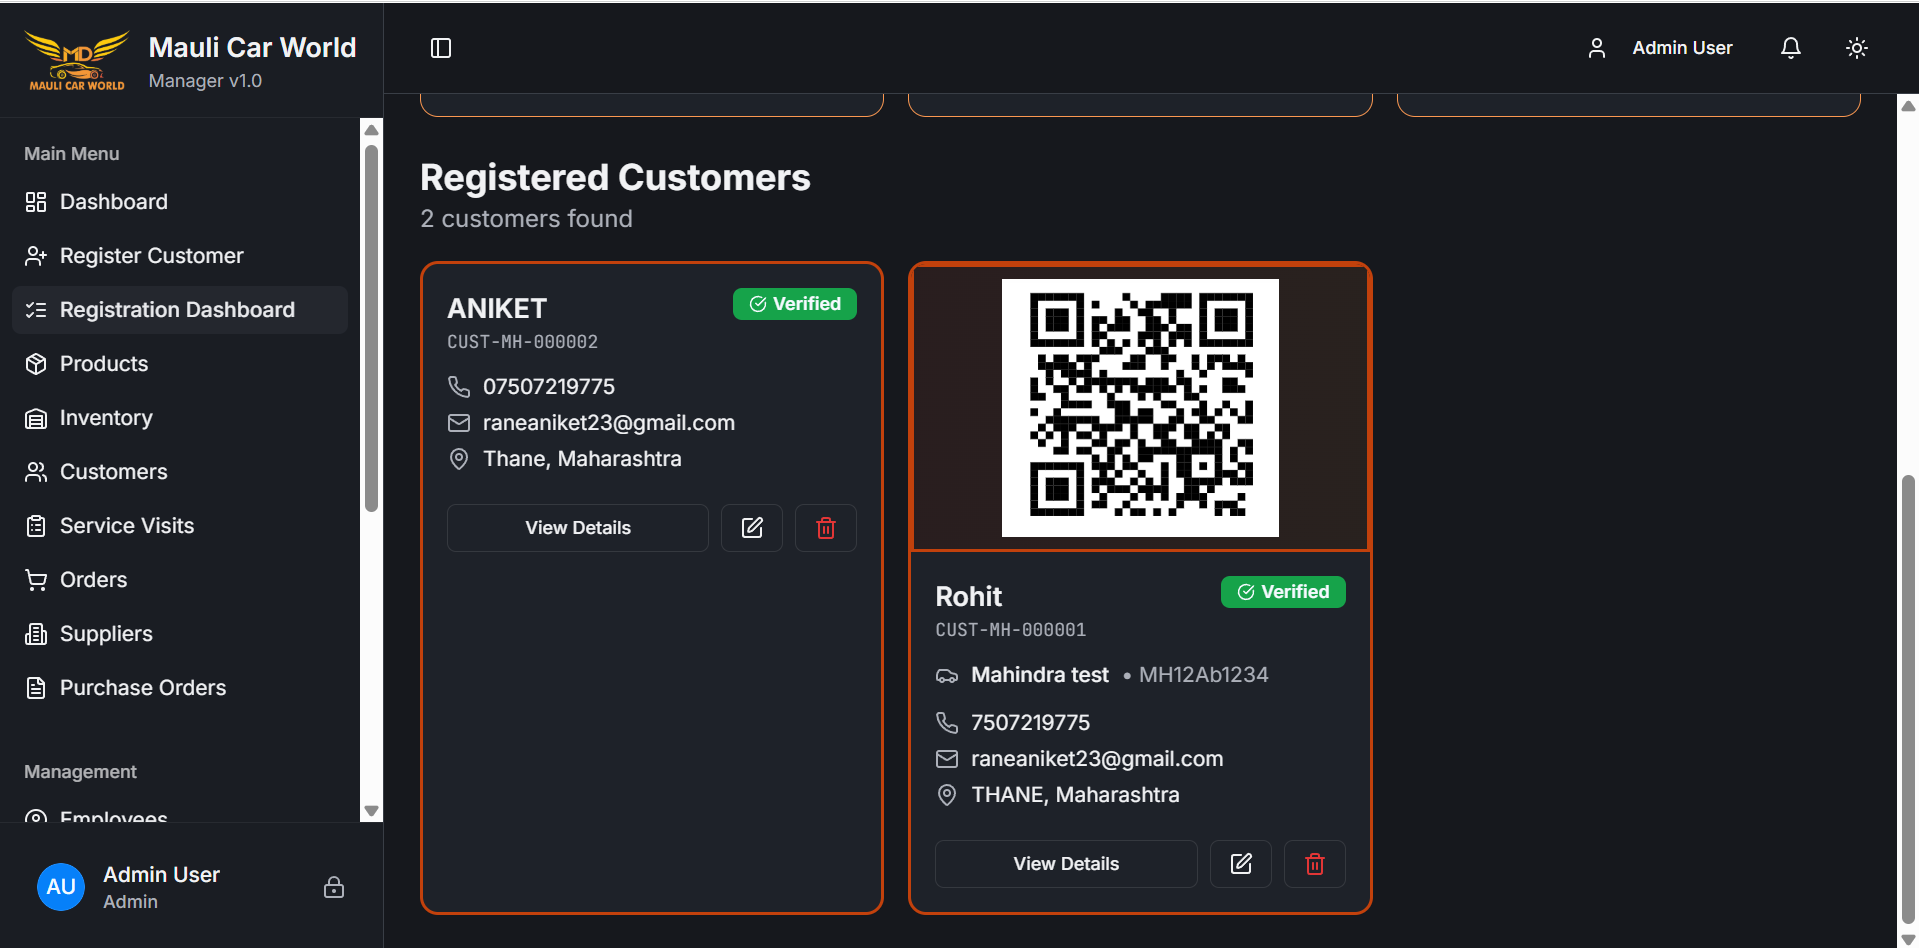 MD
MAULI CAR WORLD
Mauli Car World
Manager v1.0
Admin User
Main Menu
Dashboard
Register Customer
Registration Dashboard
Products
Inventory
Customers
Service Visits
Orders
Suppliers
Purchase Orders
Management
Employees
AU
Admin User
Admin
Registered Customers
2 customers found
ANIKET
Verified
CUST-MH-000002
07507219775
raneaniket23@gmail.com
Thane, Maharashtra
View Details
Rohit
Verified
CUST-MH-000001
Mahindra test • MH12Ab1234
7507219775
raneaniket23@gmail.com
THANE, Maharashtra
View Details